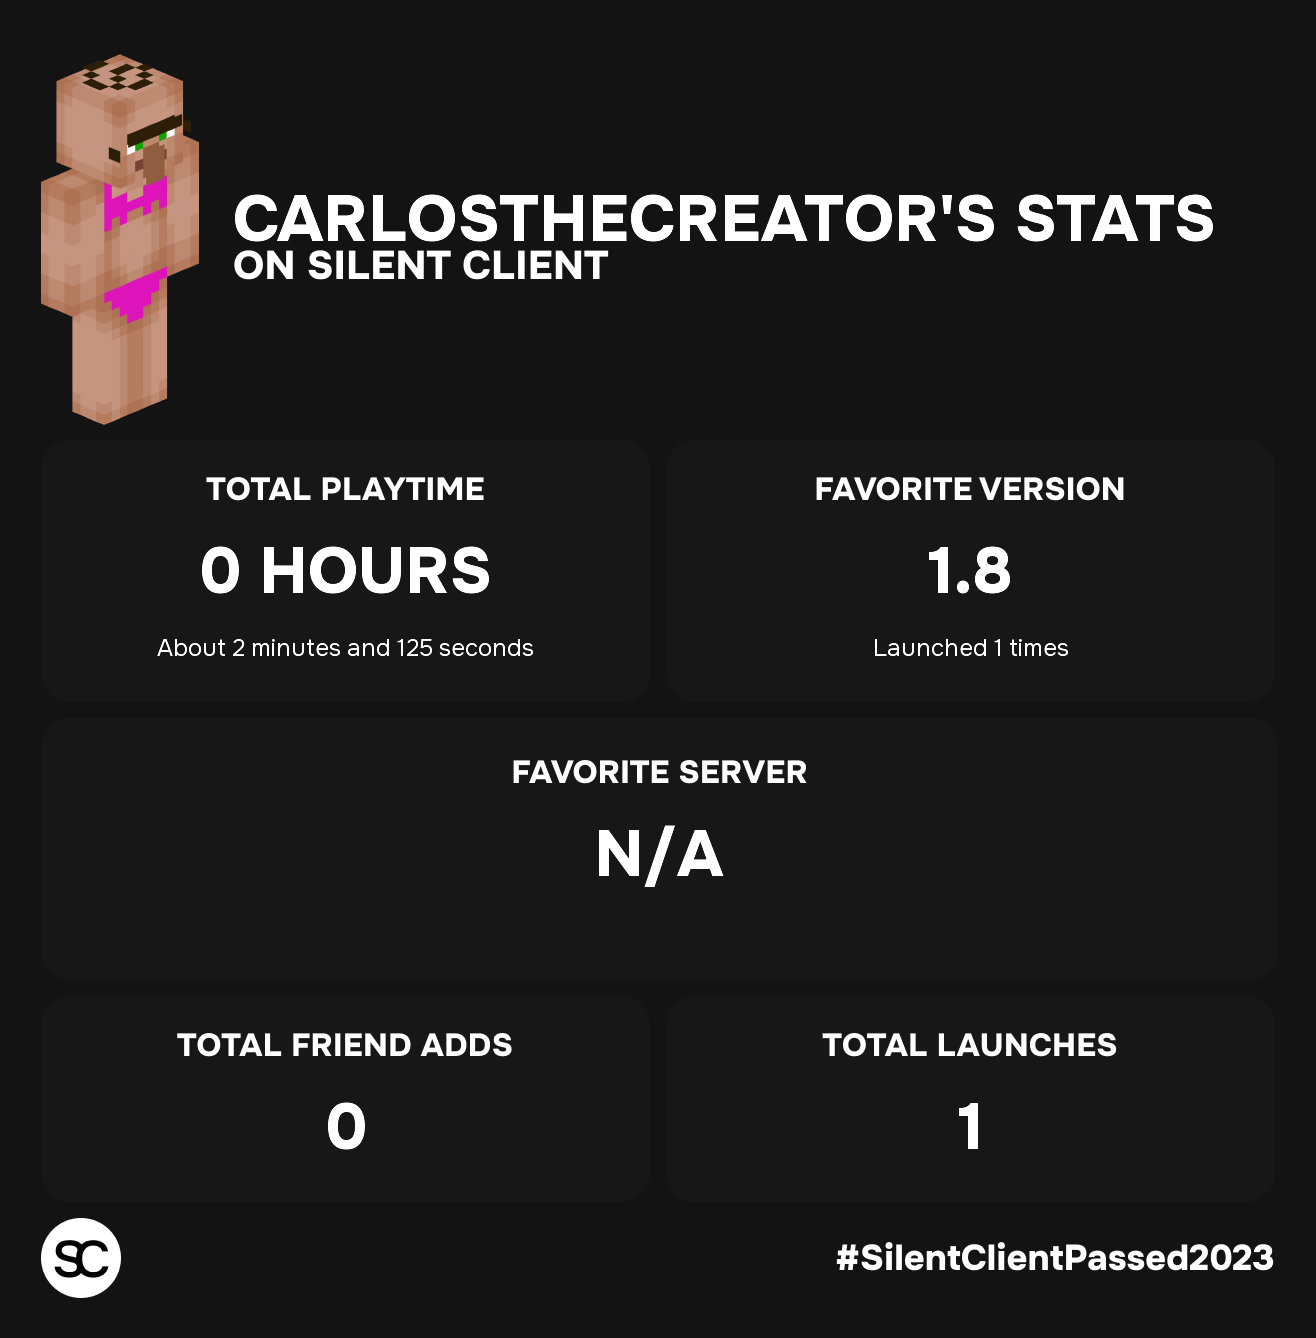 CARLOSTHECREATOR'S STATS
ON SILENT CLIENT
TOTAL PLAYTIME
0 HOURS
About 2 minutes and 125 seconds
FAVORITE VERSION
1.8
Launched 1 times
FAVORITE SERVER
N/A
TOTAL FRIEND ADDS
0
TOTAL LAUNCHES
1
SC
#SilentClientPassed2023